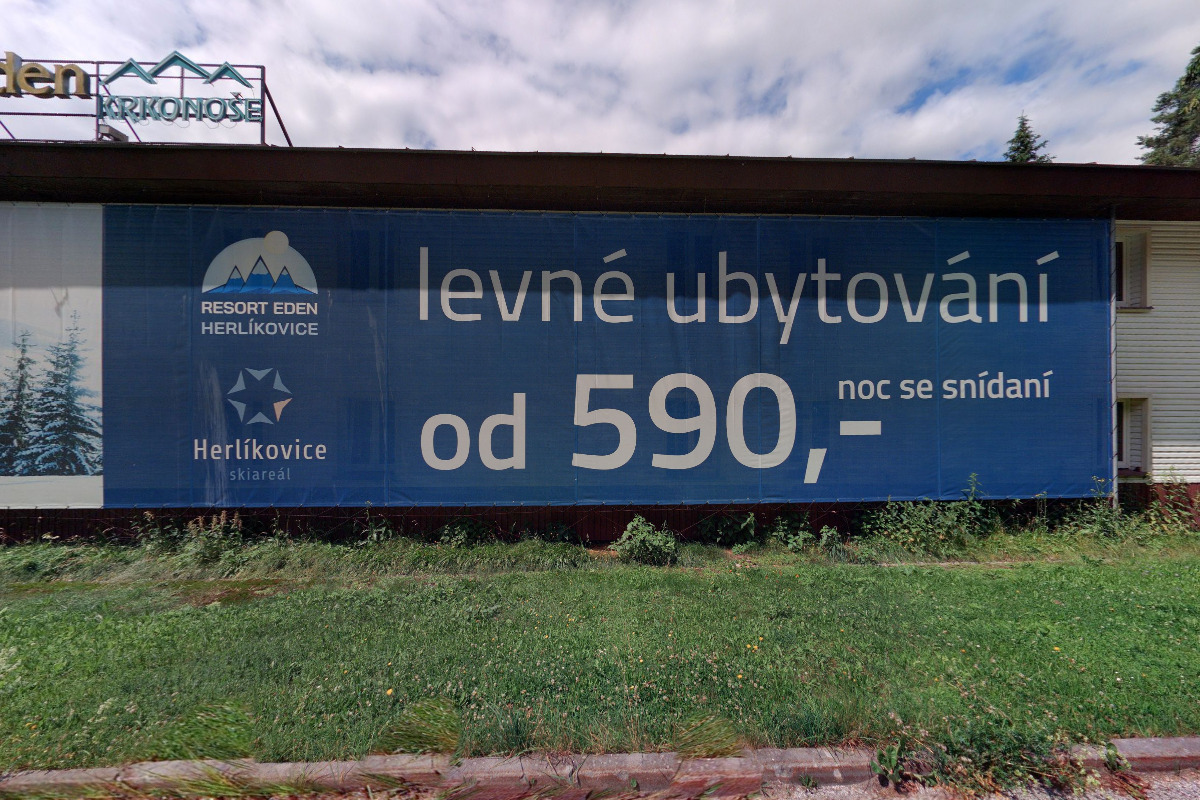 den
KRKONOŠE
RESORT EDEN
HERLÍKOVICE
Herlíkovice
skiareál
levné ubytování
od 590,- noc se snídaní